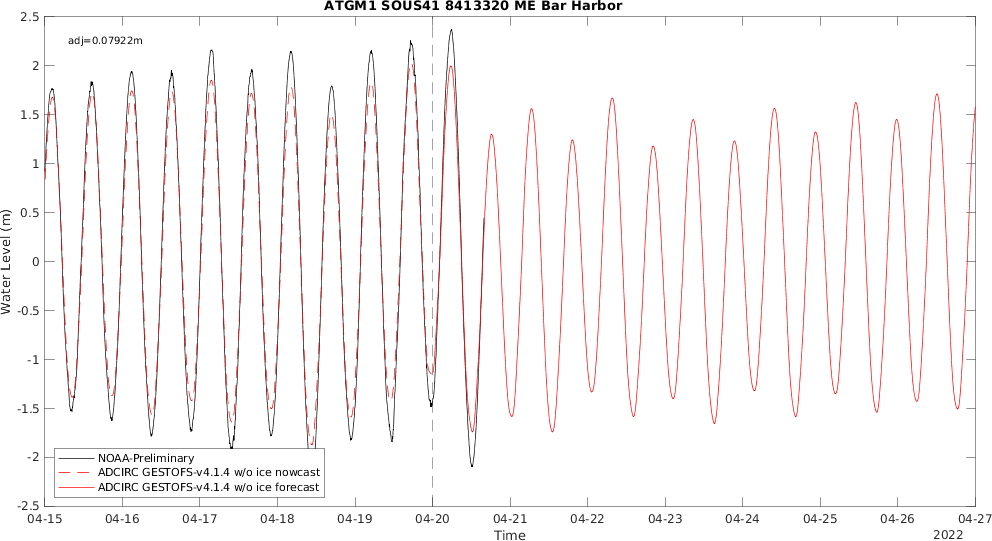 ATGM1 SOUS41 8413320 ME Bar Harbor
adj=0.07922m
2.5
2
1.5
1
0.5
0
-0.5
-1
-1.5
-2
-2.5
Water Level (m)
NOAA-Preliminary
ADCIRC GESTOFS-v4.1.4 w/o ice nowcast
ADCIRC GESTOFS-v4.1.4 w/o ice forecast
04-15 04-16 04-17 04-18 04-19 04-20 04-21 04-22 04-23 04-24 04-25 04-26 04-27
Time
2022